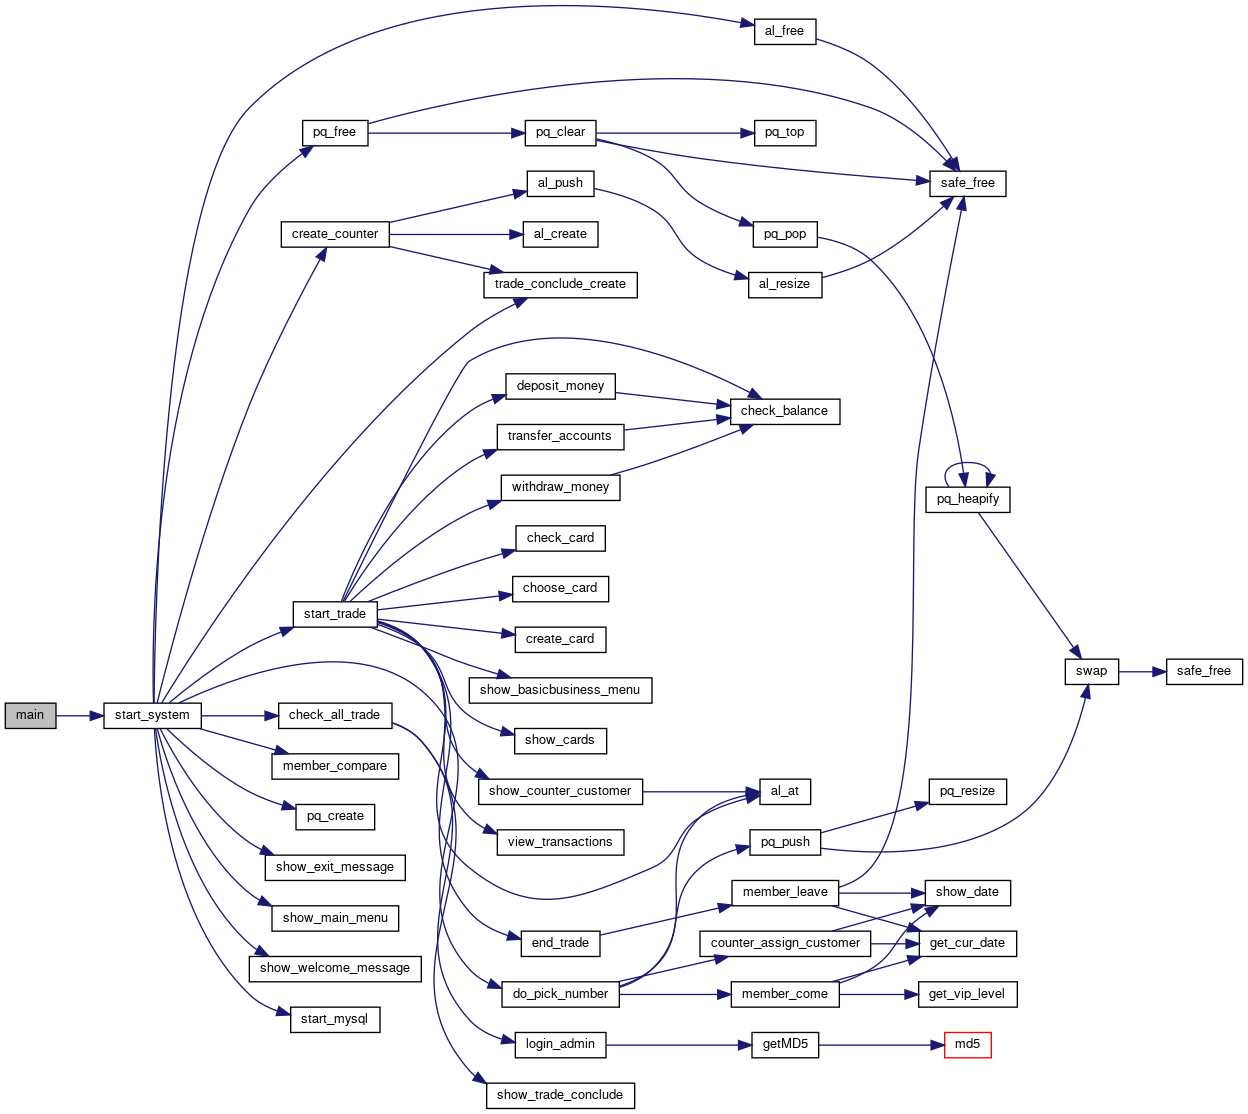 al_free
pq_free
pq_clear
pq_top
al_push
safe_free
create_counter
al_create
pq_pop
trade_conclude_create
al_resize
deposit_money
check_balance
transfer_accounts
withdraw_money
pq_heapify
check_card
choose_card
start_trade
create_card
swap
safe_free
show_basicbusiness_menu
main
start_system
check_all_trade
show_cards
member_compare
show_counter_customer
al_at
pq_resize
pq_create
view_transactions
pq_push
show_exit_message
member_leave
show_date
show_main_menu
end_trade
counter_assign_customer
get_cur_date
show_welcome_message
do_pick_number
member_come
get_vip_level
start_mysql
login_admin
getMD5
md5
show_trade_conclude